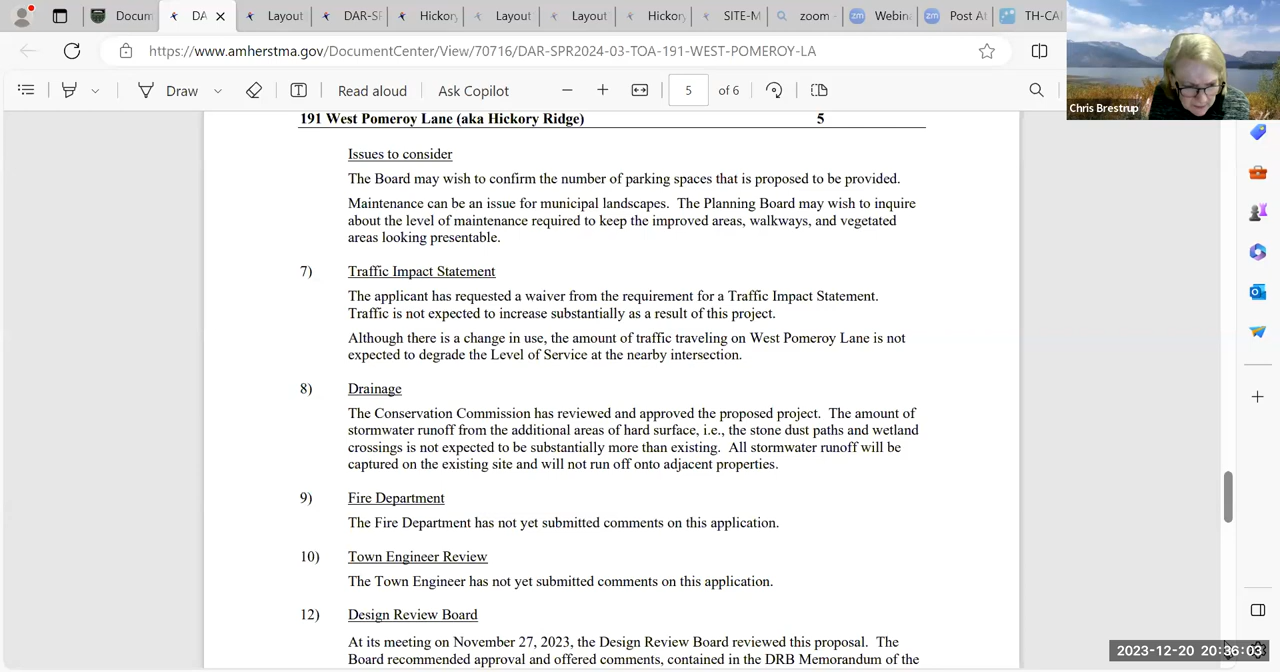 Docum
DA
Layout
DAR-SP
Hickory
Layout
Layout
Hickory
SITE-M
zoom -
Webina
Post At
TH-CA
https://www.amherstma.gov/DocumentCenter/View/70716/DAR-SPR2024-03-TOA-191-WEST-POMEROY-LA
Draw
Read aloud
Ask Copilot
5
of 6
Chris Brestrup
191 West Pomeroy Lane (aka Hickory Ridge) 5
Issues to consider
The Board may wish to confirm the number of parking spaces that is proposed to be provided.
Maintenance can be an issue for municipal landscapes. The Planning Board may wish to inquire
about the level of maintenance required to keep the improved areas, walkways, and vegetated
areas looking presentable.
7) Traffic Impact Statement
The applicant has requested a waiver from the requirement for a Traffic Impact Statement.
Traffic is not expected to increase substantially as a result of this project.
Although there is a change in use, the amount of traffic traveling on West Pomeroy Lane is not
expected to degrade the Level of Service at the nearby intersection.
8) Drainage
The Conservation Commission has reviewed and approved the proposed project. The amount of
stormwater runoff from the additional areas of hard surface, i.e., the stone dust paths and wetland
crossings is not expected to be substantially more than existing. All stormwater runoff will be
captured on the existing site and will not run off onto adjacent properties.
9) Fire Department
The Fire Department has not yet submitted comments on this application.
10) Town Engineer Review
The Town Engineer has not yet submitted comments on this application.
12) Design Review Board
At its meeting on November 27, 2023, the Design Review Board reviewed this proposal. The
Board recommended approval and offered comments, contained in the DRB Memorandum of the
2023-12-20 20:36:03